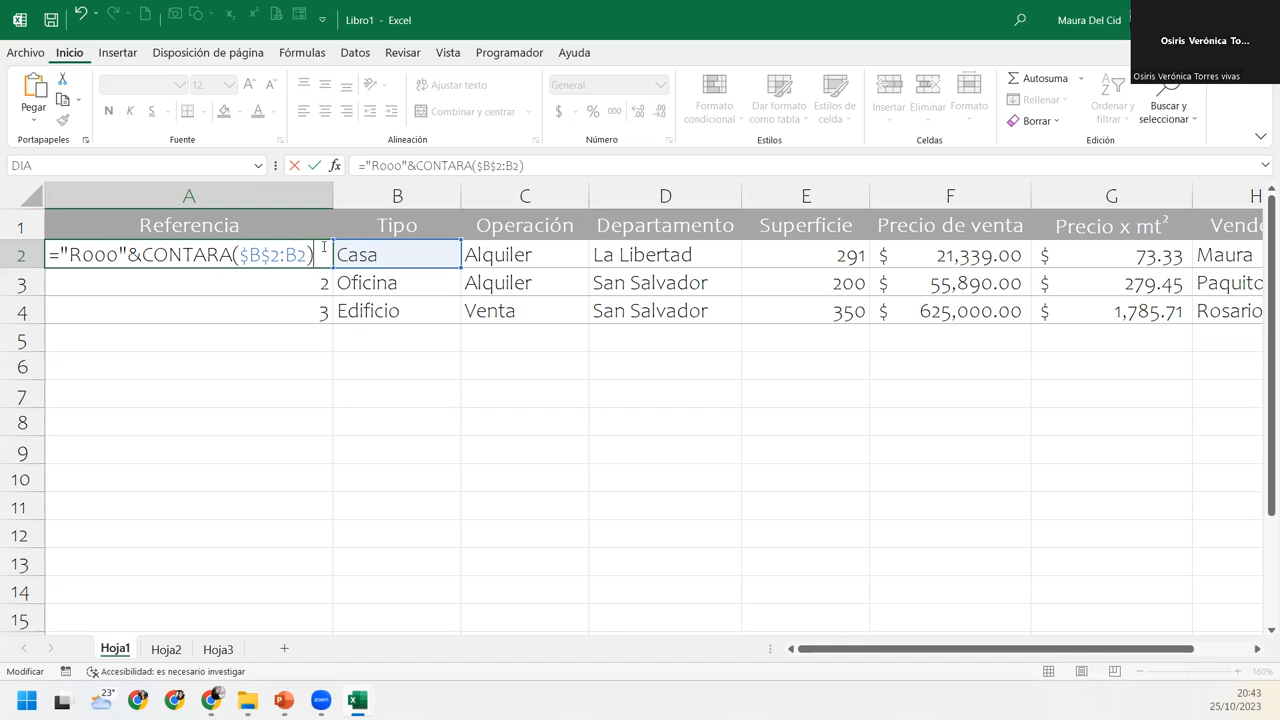 Libro1 - Excel
Maura Del Cid
Osiris Verónica To...
Osiris Verónica Torres vivas
Archivo Inicio Insertar Disposición de página Fórmulas Datos Revisar Vista Programador Ayuda
Pegar
Portapapeles
12
N K S
Fuente
Ajustar texto
Combinar y centrar
Alineación
General
$ % 000
Número
Formato condicional
Dar formato como tabla
Estilos de celda
Estilos
Insertar
Eliminar
Formato
Celdas
Autosuma
Rellenar
Borrar
Ordenar y filtrar
Buscar y seleccionar
Edición
DIA
fx
="R000"&CONTARA($B$2:B2)
A B C D E F G H
1 Referencia Tipo Operación Departamento Superficie Precio de venta Precio x mt²
2 ="R000"&CONTARA($B$2:B2) Casa Alquiler La Libertad 291 $ 21,339.00 $ 73.33 Maura
3 2 Oficina Alquiler San Salvador 200 $ 55,890.00 $ 279.45 Paquito
4 3 Edificio Venta San Salvador 350 $ 625,000.00 $ 1,785.71 Rosario
5
6
7
8
9
10
11
12
13
14
15
Hoja1 Hoja2 Hoja3
Modificar
Accesibilidad: es necesario investigar
160%
23°
zoom
20:43
25/10/2023